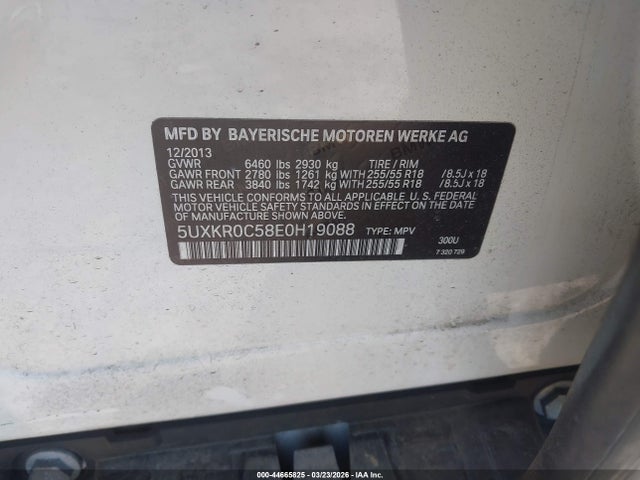 MFD BY BAYERISCHE MOTOREN WERKE AG
12/2013
GVWR 6460 lbs 2930 kg TIRE / RIM
GAWR FRONT 2780 lbs 1261 kg WITH 255/55 R18 /8.5J x 18
GAWR REAR 3840 lbs 1742 kg WITH 255/55 R18 /8.5J x 18
THIS VEHICLE CONFORMS TO ALL APPLICABLE U.S. FEDERAL
MOTOR VEHICLE SAFETY STANDARDS IN EFFECT ON THE DATE
OF MANUFACTURE SHOWN ABOVE.
5UXKR0C58E0H19088 TYPE: MPV 300U
7 320 729
000-44665825 | 03/23/2026 | IAA Inc.